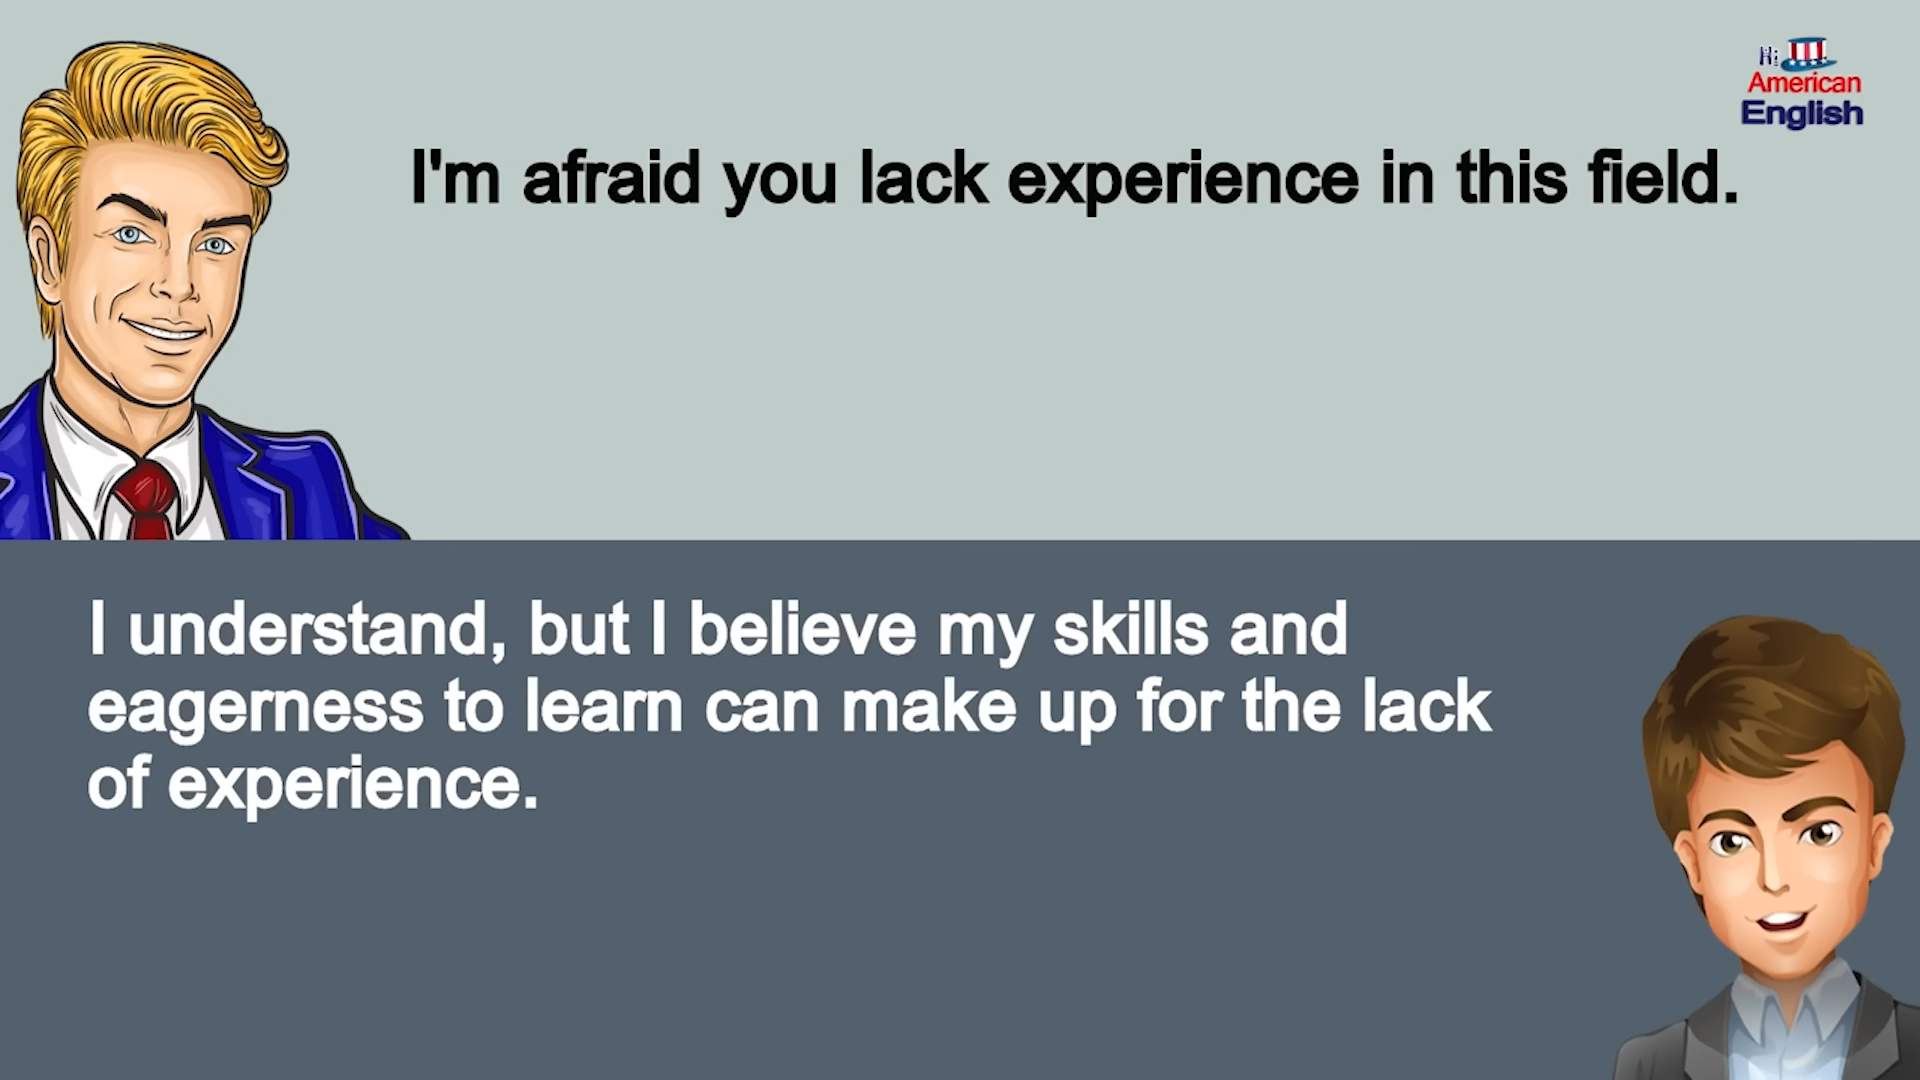 Hi
American
English
I'm afraid you lack experience in this field.
I understand, but I believe my skills and
eagerness to learn can make up for the lack
of experience.